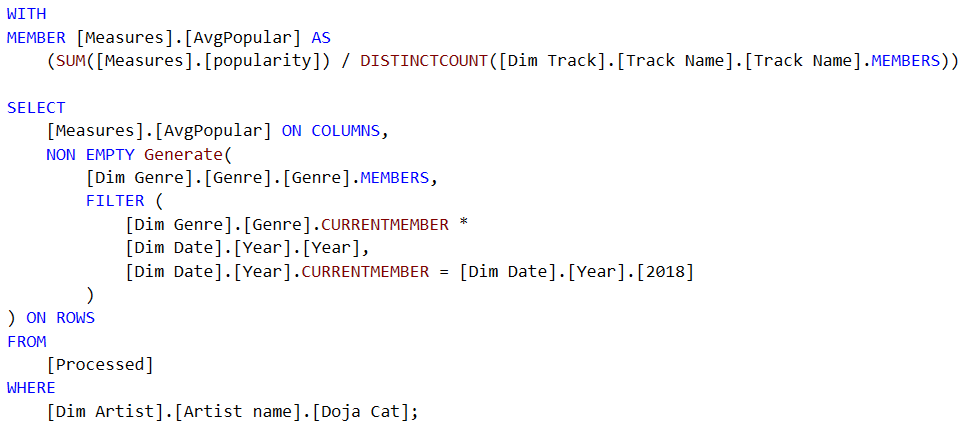 WITH
MEMBER [Measures].[AvgPopular] AS
    (SUM([Measures].[popularity]) / DISTINCTCOUNT([Dim Track].[Track Name].[Track Name].MEMBERS))

SELECT
    [Measures].[AvgPopular] ON COLUMNS,
    NON EMPTY Generate(
        [Dim Genre].[Genre].[Genre].MEMBERS,
        FILTER (
            [Dim Genre].[Genre].CURRENTMEMBER *
            [Dim Date].[Year].[Year],
            [Dim Date].[Year].CURRENTMEMBER = [Dim Date].[Year].[2018]
        )
) ON ROWS
FROM
    [Processed]
WHERE
    [Dim Artist].[Artist name].[Doja Cat];